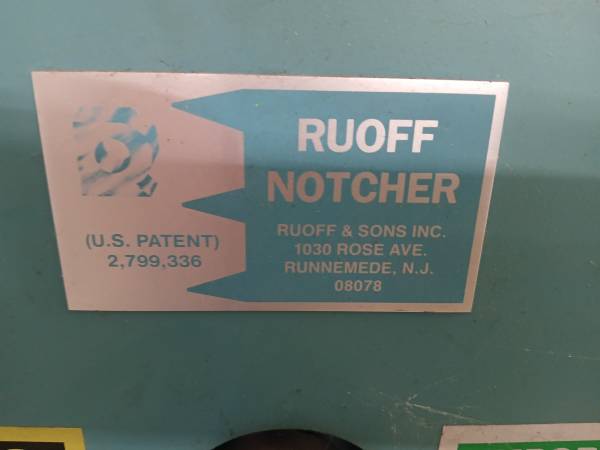 RUOFF
NOTCHER
(U.S. PATENT)
2,799,336
RUOFF & SONS INC.
1030 ROSE AVE.
RUNNEMEDE, N.J.
08078